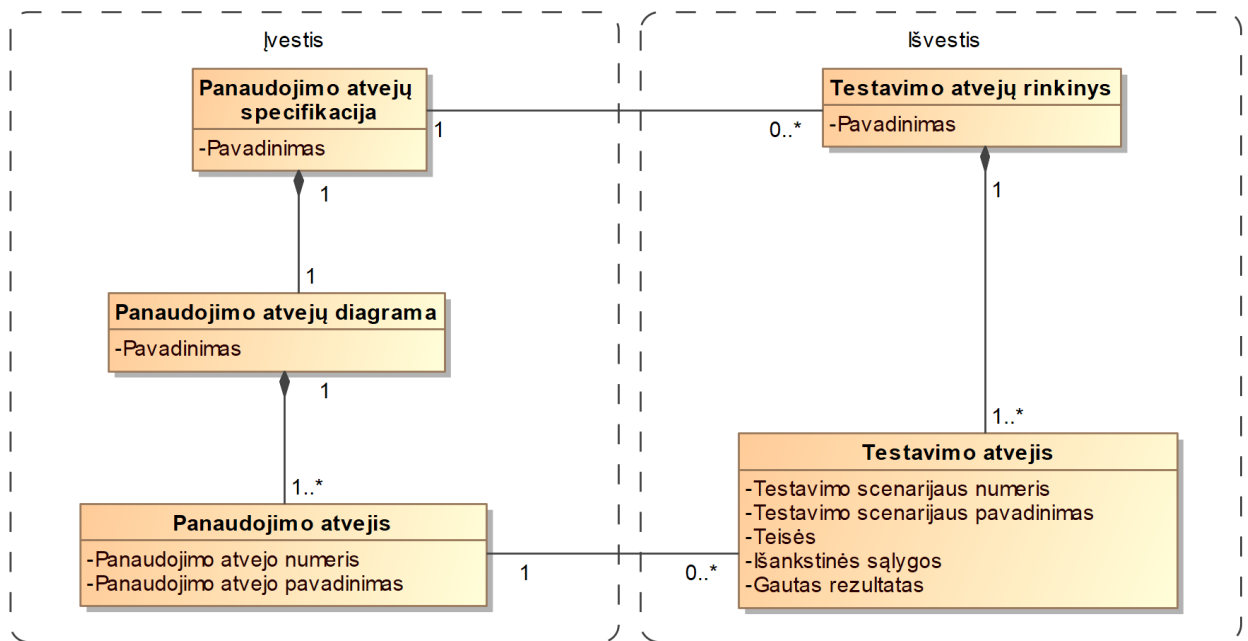 Įvestis
Panaudojimo atvejų
specifikacija
-Pavadinimas
1
1
1
Panaudojimo atvejų diagrama
-Pavadinimas
1
1..*
Panaudojimo atvejis
-Panaudojimo atvejo numeris
-Panaudojimo atvejo pavadinimas
1
Išvestis
Testavimo atvejų rinkinys
-Pavadinimas
0..*
1
1..*
Testavimo atvejis
-Testavimo scenarijaus numeris
-Testavimo scenarijaus pavadinimas
-Teisės
-Išankstinės sąlygos
-Gautas rezultatas
0..*